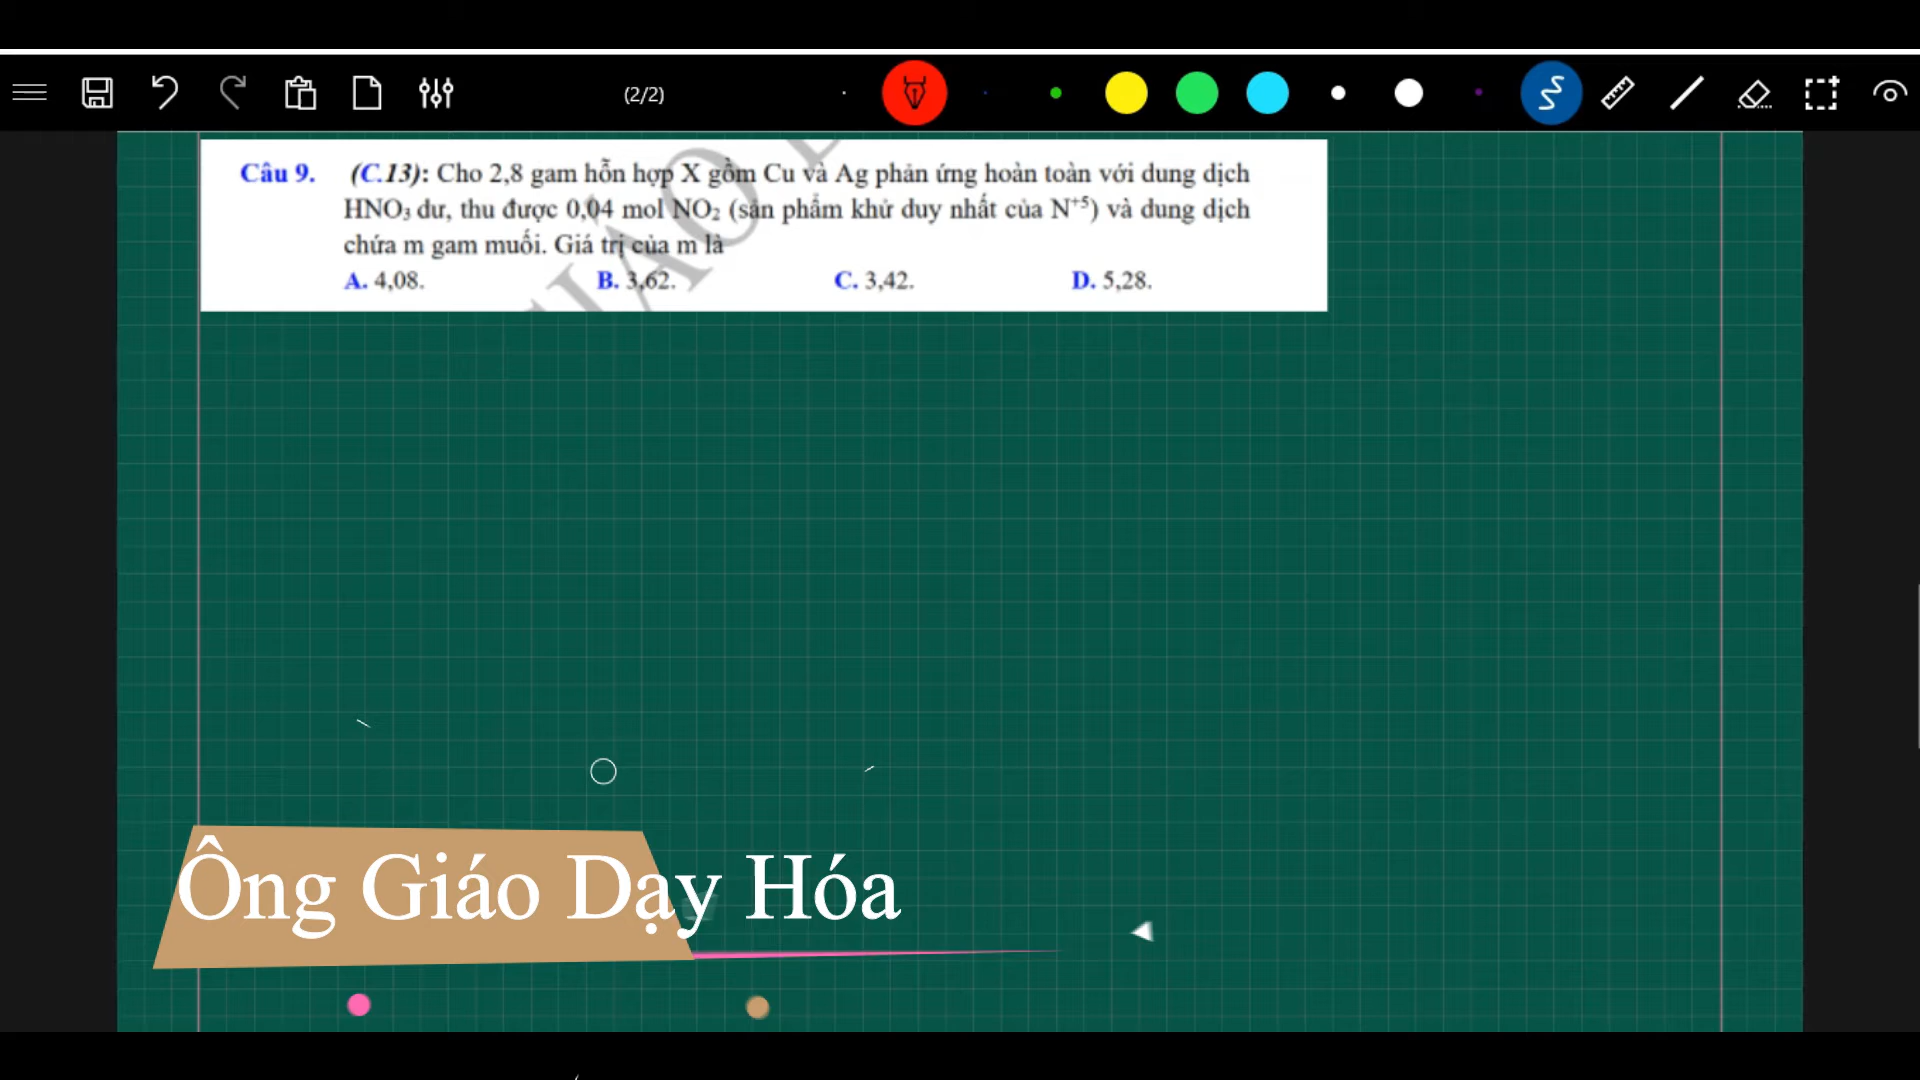 (2/2)
Câu 9. (C.13): Cho 2,8 gam hỗn hợp X gồm Cu và Ag phản ứng hoàn toàn với dung dịch
HNO₃ dư, thu được 0,04 mol NO₂ (sản phẩm khử duy nhất của N⁺⁵) và dung dịch
chứa m gam muối. Giá trị của m là
A. 4,08. B. 3,62. C. 3,42. D. 5,28.
Ông Giáo Dạy Hóa